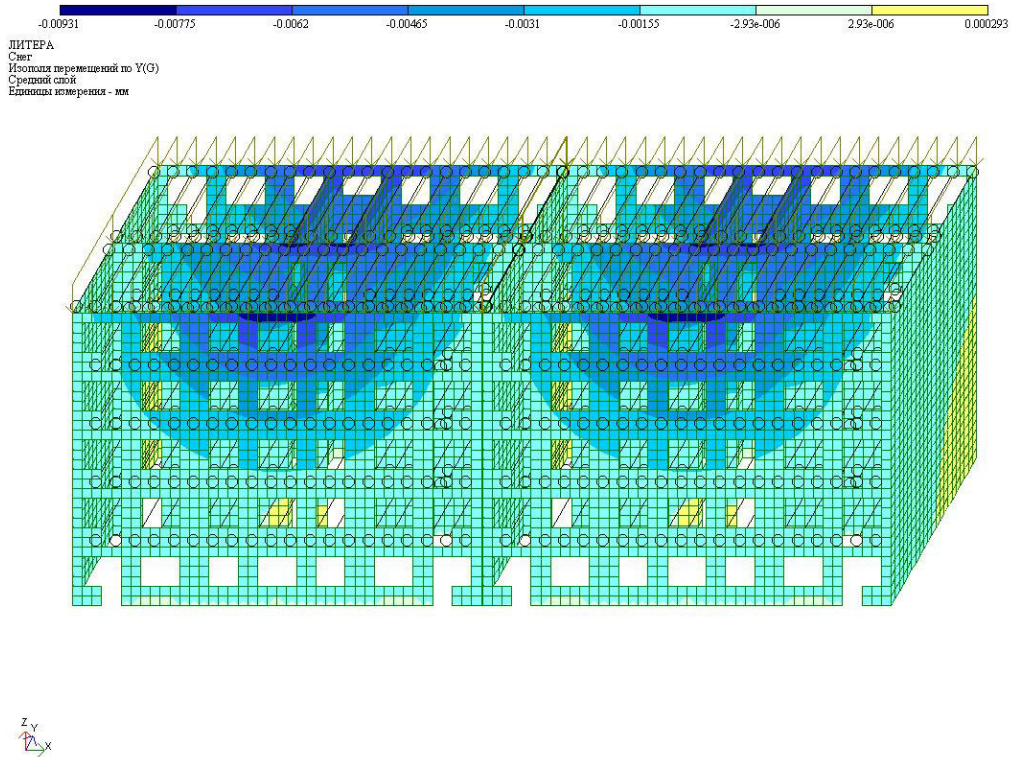 -0.00931 -0.00775 -0.0062 -0.00465 -0.0031 -0.00155 -2.93e-006 2.93e-006 0.000293
ЛИТЕРА
Снег
Изополя перемещений по Y(G)
Средний слой
Единицы измерения - мм
Z
Y
X